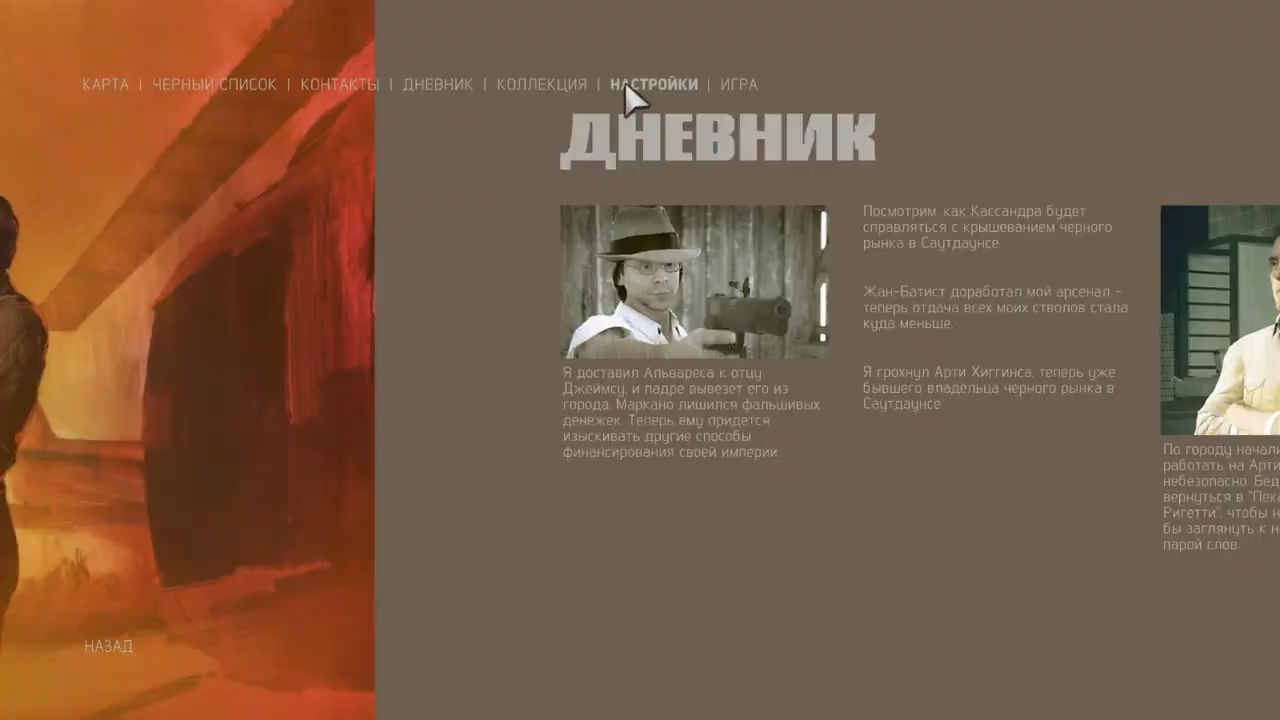 КАРТА | ЧЕРНЫЙ СПИСОК | КОНТАКТЫ | ДНЕВНИК | КОЛЛЕКЦИЯ | НАСТРОЙКИ | ИГРА
ДНЕВНИК
Я доставил Альвареса к отцу
Джеймсу, и падре вывезет его из
города. Маркано лишился фальшивых
денежек. Теперь ему придется
изыскивать другие способы
финансирования своей империи.
Посмотрим, как Кассандра будет
справляться с крышеванием черного
рынка в Саутдаунсе.
Жан-Батист доработал мой арсенал -
теперь отдача всех моих стволов стала
куда меньше.
Я грохнул Арти Хиггинса, теперь уже
бывшего владельца черного рынка в
Саутдаунсе.
По городу начали
работать на Арти
небезопасно. Бед
вернуться в "Пека
Ригетти", чтобы н
бы заглянуть к н
парой слов.
НАЗАД